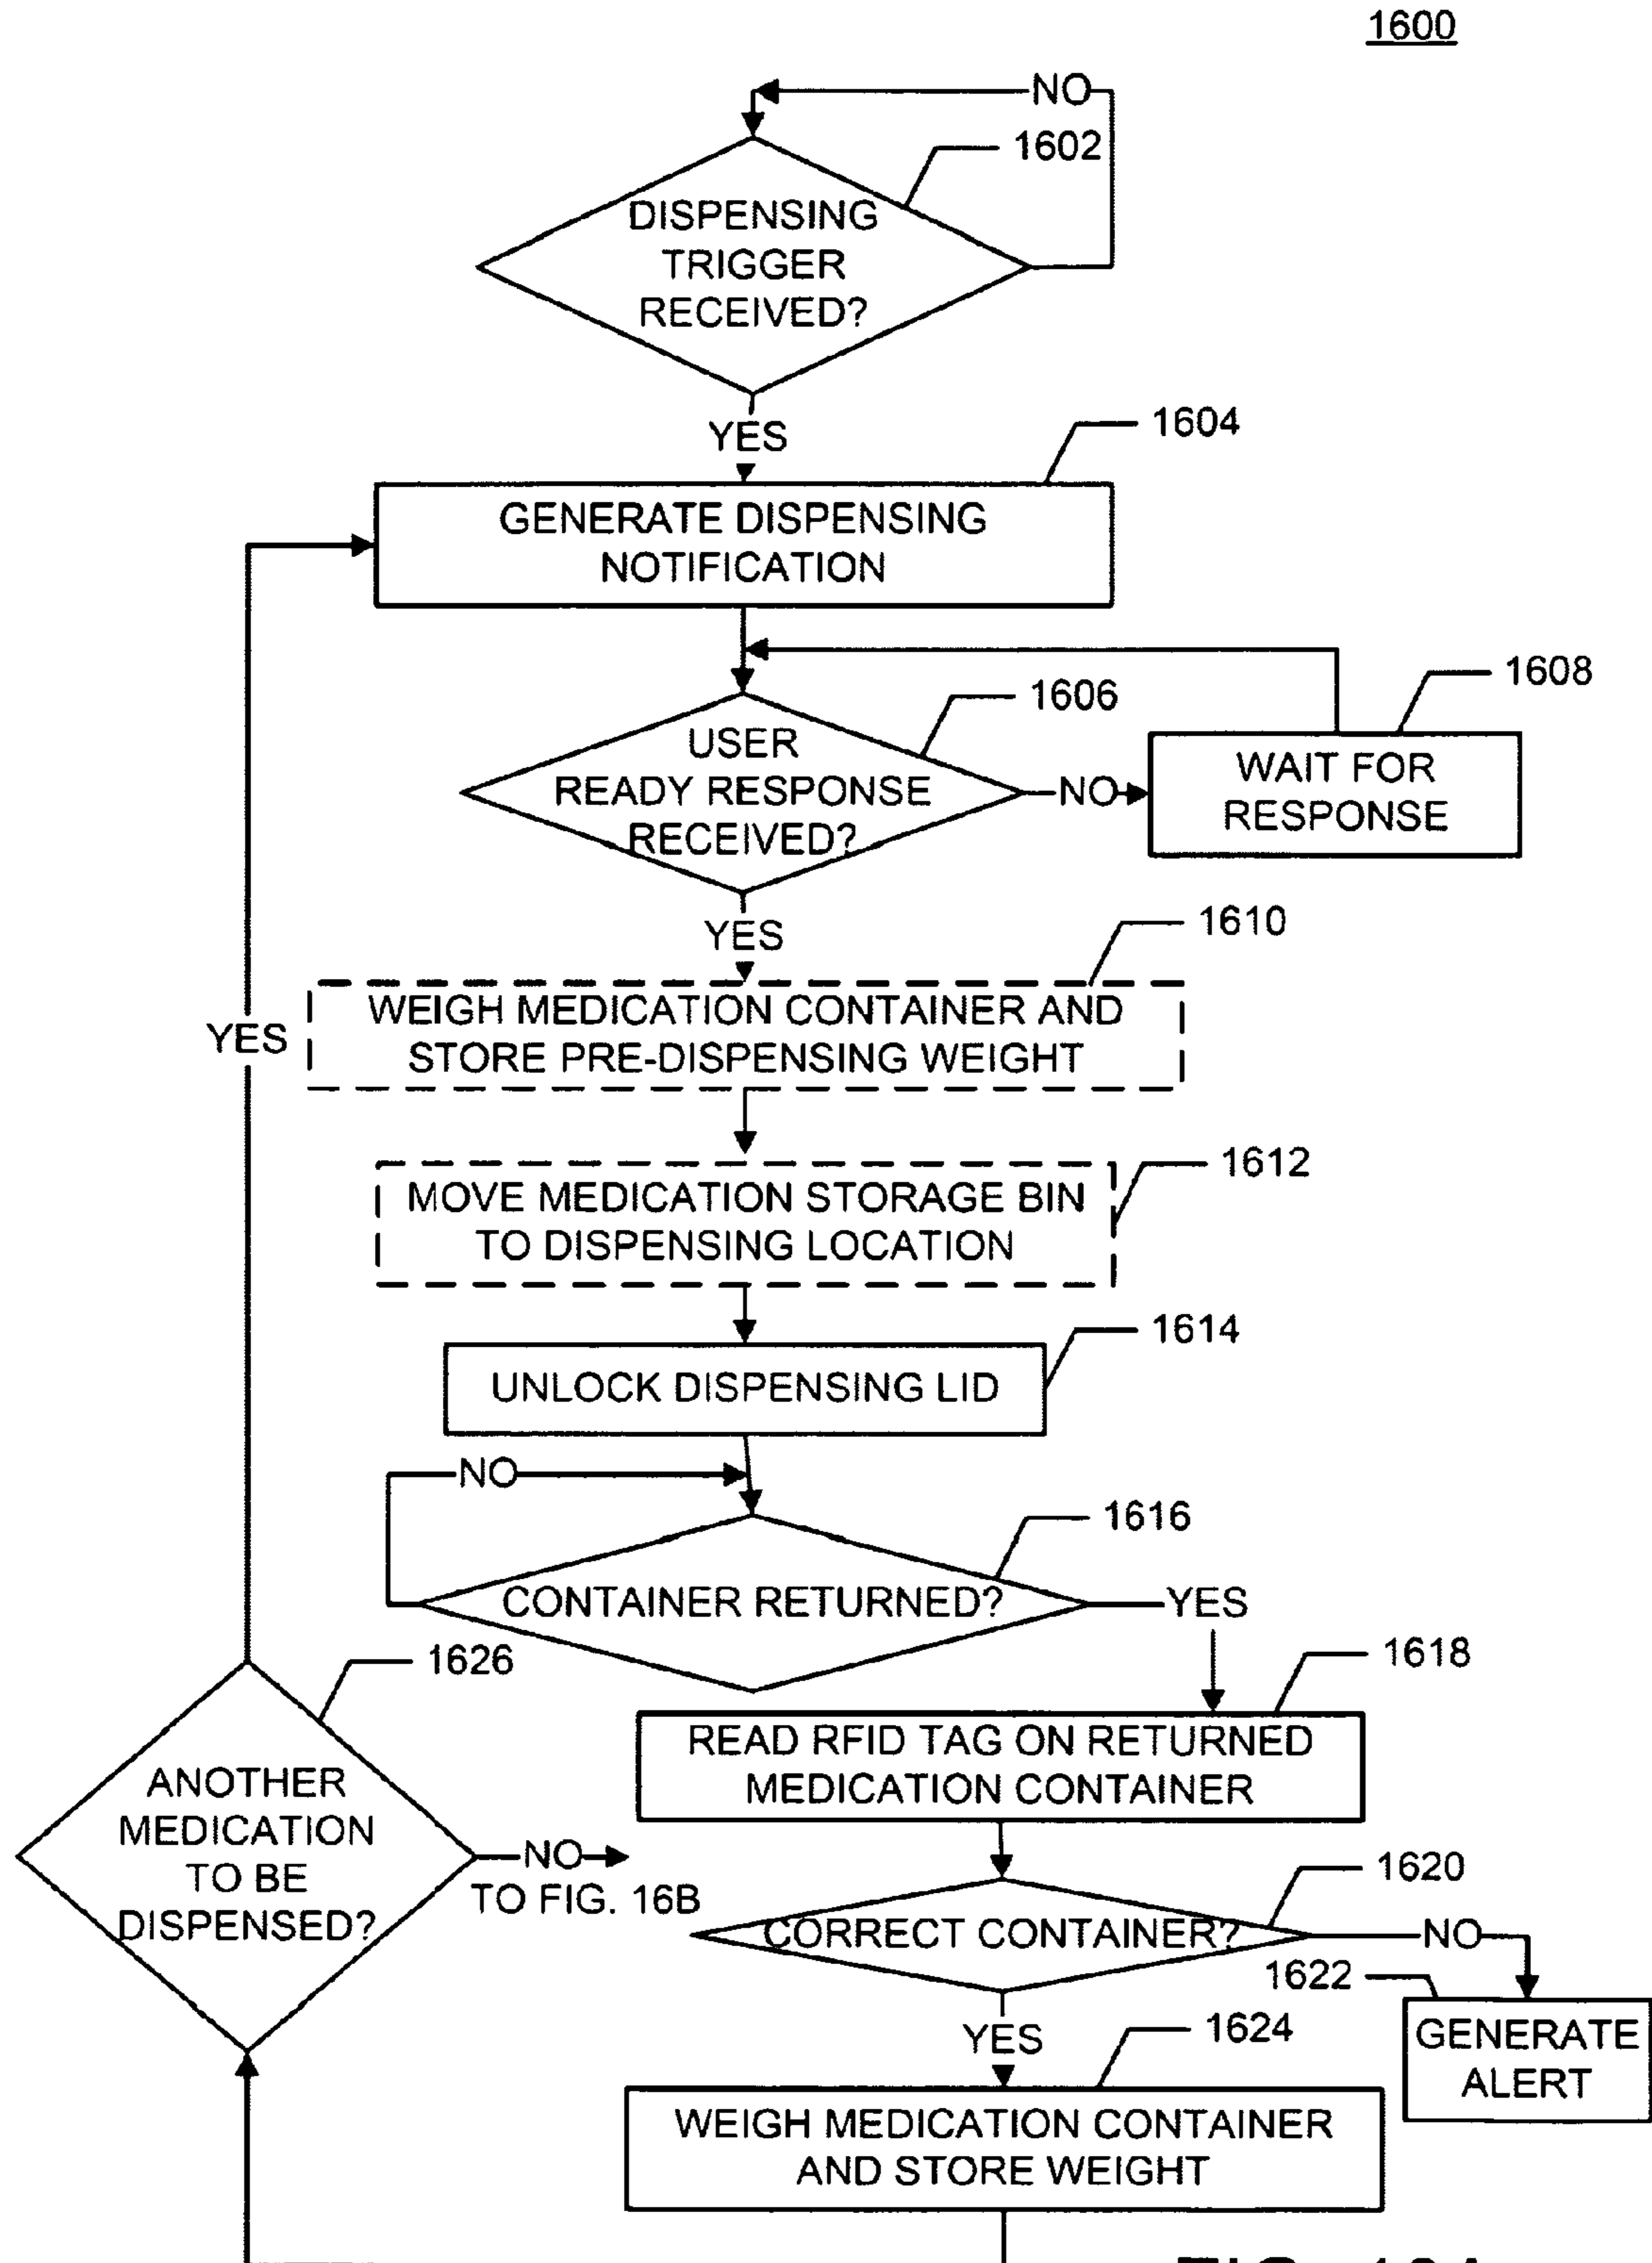 1600
NO
1602
DISPENSING
TRIGGER
RECEIVED?
YES
1604
GENERATE DISPENSING
NOTIFICATION
1606
1608
USER
READY RESPONSE
RECEIVED?
NO
WAIT FOR
RESPONSE
YES
1610
WEIGH MEDICATION CONTAINER AND
STORE PRE-DISPENSING WEIGHT
YES
1612
MOVE MEDICATION STORAGE BIN
TO DISPENSING LOCATION
1614
UNLOCK DISPENSING LID
NO
1616
CONTAINER RETURNED?
YES
1626
1618
READ RFID TAG ON RETURNED
MEDICATION CONTAINER
ANOTHER
MEDICATION
TO BE
DISPENSED?
NO
TO FIG. 16B
1620
CORRECT CONTAINER?
NO
1622
YES
1624
GENERATE
ALERT
WEIGH MEDICATION CONTAINER
AND STORE WEIGHT